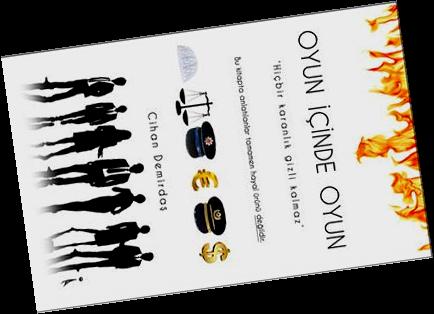 OYUN İÇİNDE OYUN
"Hiçbir karanlık gizli kalmaz"
Bu kitapta anlatılanlar tamamen hayal ürünü değildir.
Cihan Demirdaş